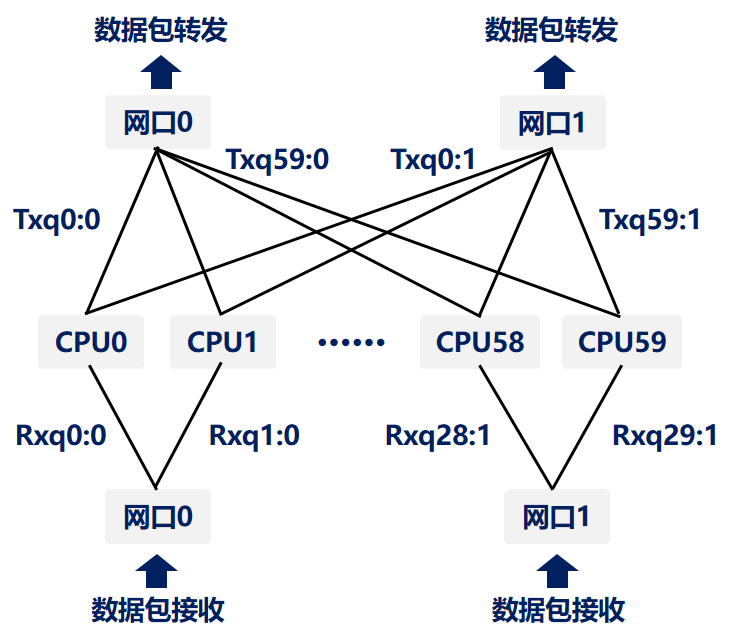 数据包转发
数据包转发
网口0
网口1
Txq59:0
Txq0:1
Txq0:0
Txq59:1
CPU0
CPU1
······
CPU58
CPU59
Rxq0:0
Rxq1:0
Rxq28:1
Rxq29:1
网口0
网口1
数据包接收
数据包接收